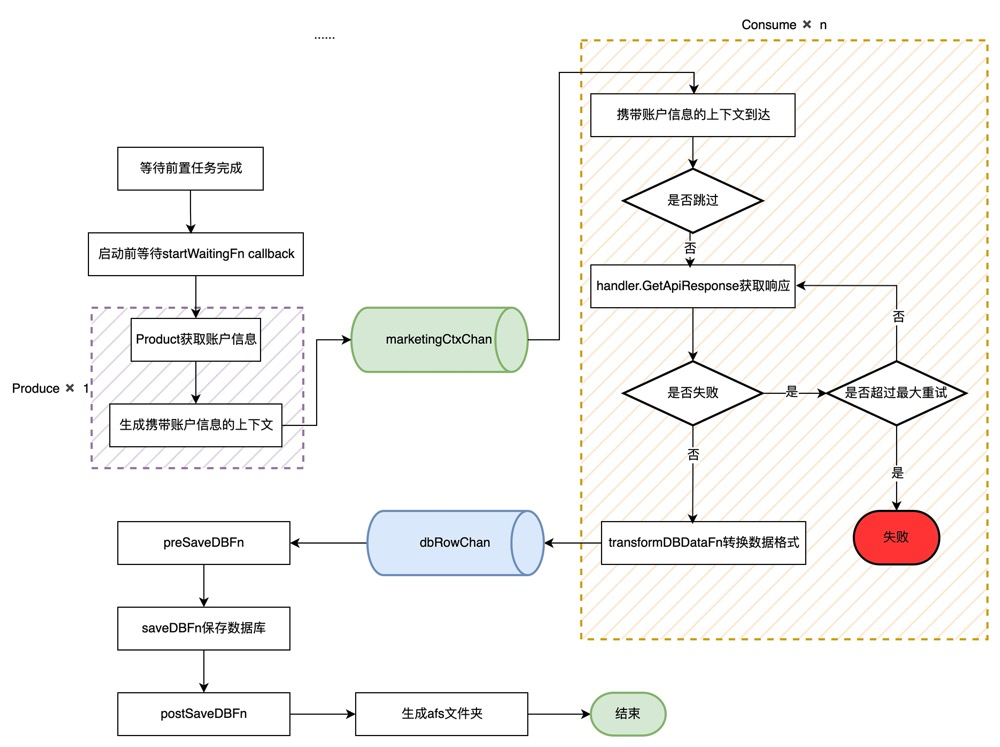 Consume ✖ n
......
携带账户信息的上下文到达
等待前置任务完成
是否跳过
启动前等待startWaitingFn callback
否
handler.GetApiResponse获取响应
否
Product获取账户信息
marketingCtxChan
Produce ✖ 1
是否失败
是
是否超过最大重试
生成携带账户信息的上下文
否
是
preSaveDBFn
dbRowChan
transformDBDataFn转换数据格式
失败
saveDBFn保存数据库
postSaveDBFn
生成afs文件夹
结束